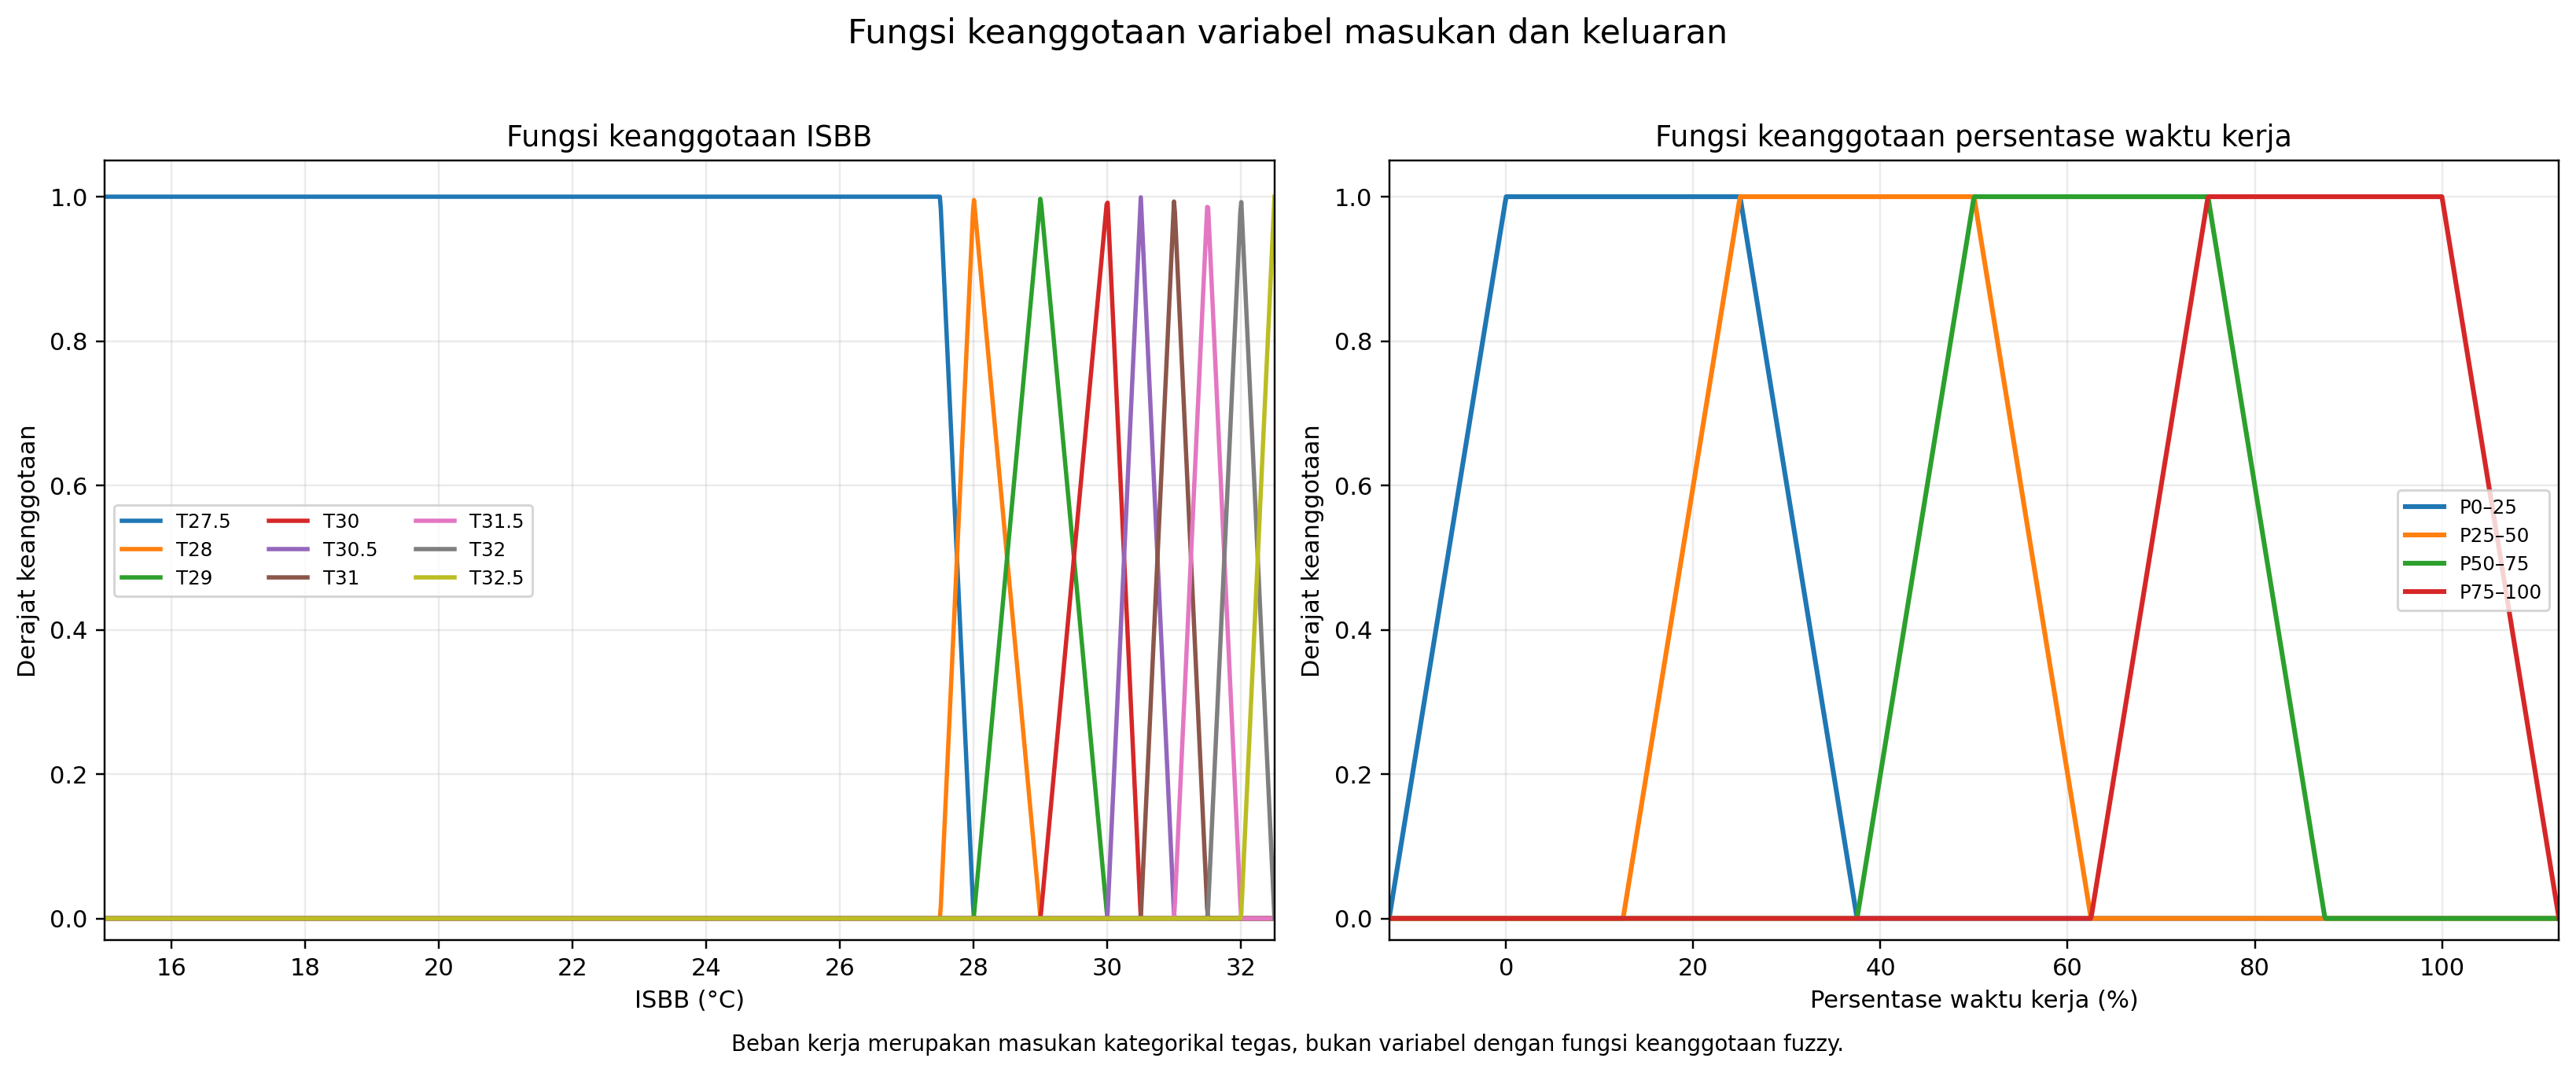 Fungsi keanggotaan variabel masukan dan keluaran
Fungsi keanggotaan ISBB
1.0
0.8
0.6
0.4
0.2
0.0
Derajat keanggotaan
T27.5 T30 T31.5
T28 T30.5 T32
T29 T31 T32.5
16 18 20 22 24 26 28 30 32
ISBB (°C)
Fungsi keanggotaan persentase waktu kerja
1.0
0.8
0.6
0.4
0.2
0.0
Derajat keanggotaan
P0–25
P25–50
P50–75
P75–100
0 20 40 60 80 100
Persentase waktu kerja (%)
Beban kerja merupakan masukan kategorikal tegas, bukan variabel dengan fungsi keanggotaan fuzzy.